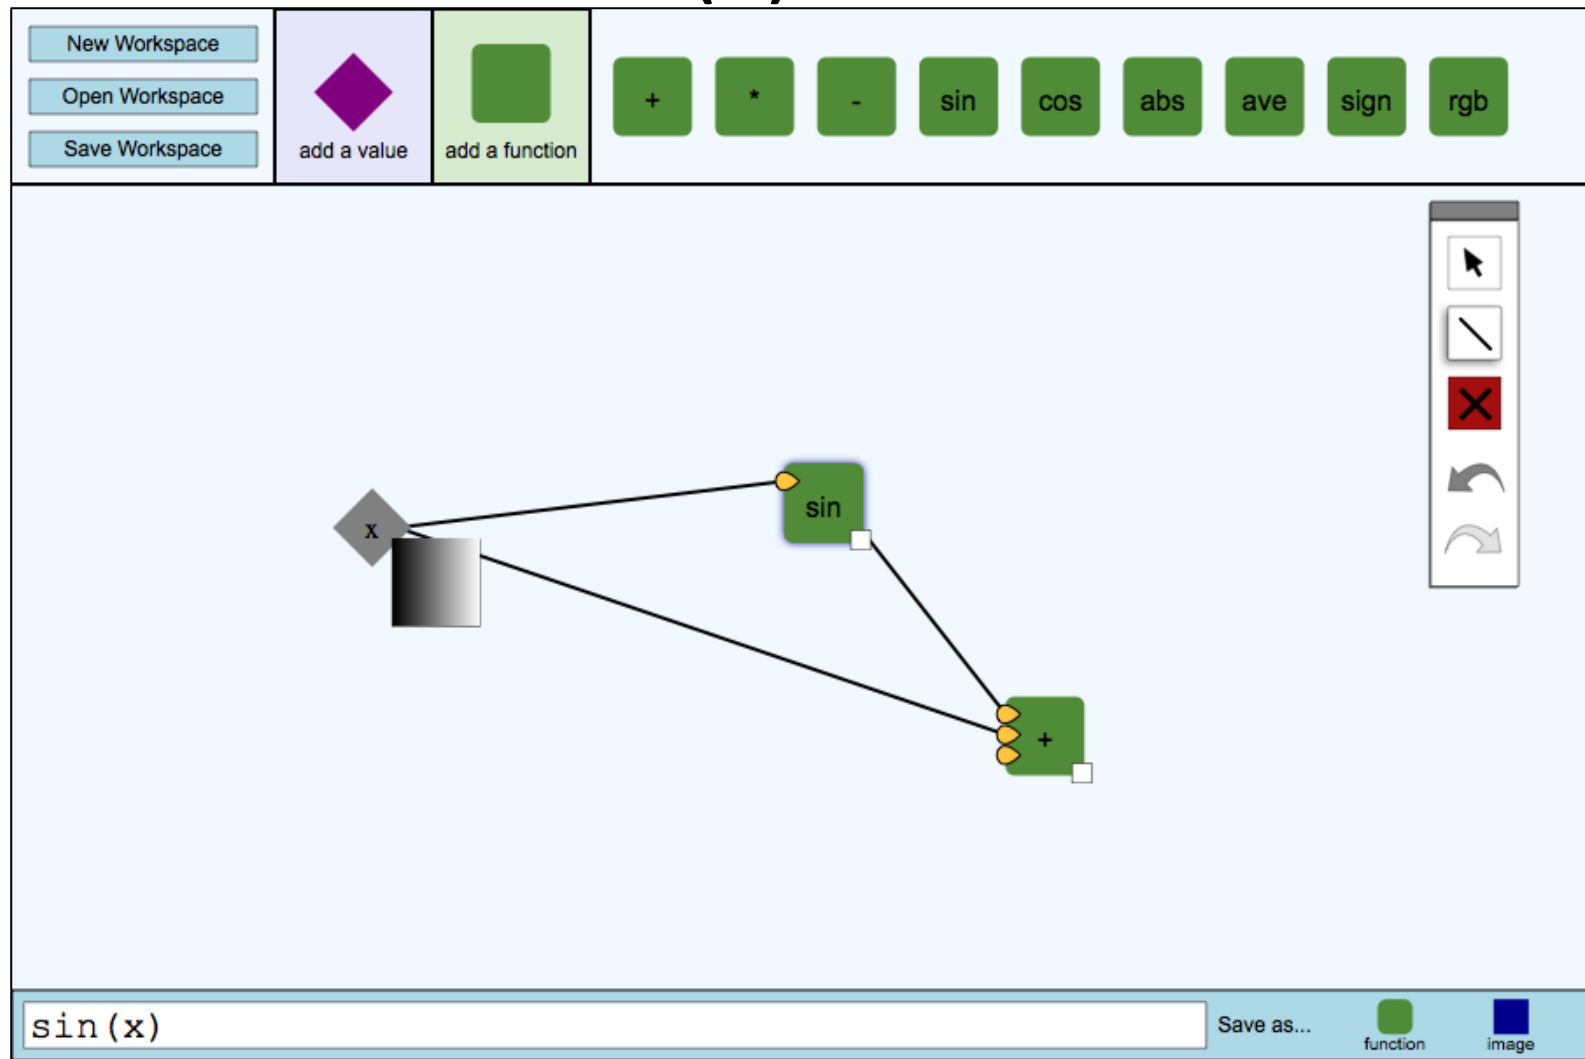 New Workspace
Open Workspace
Save Workspace
add a value
add a function
+ * - sin cos abs ave sign rgb
x
sin
+
sin(x)
Save as...
function
image